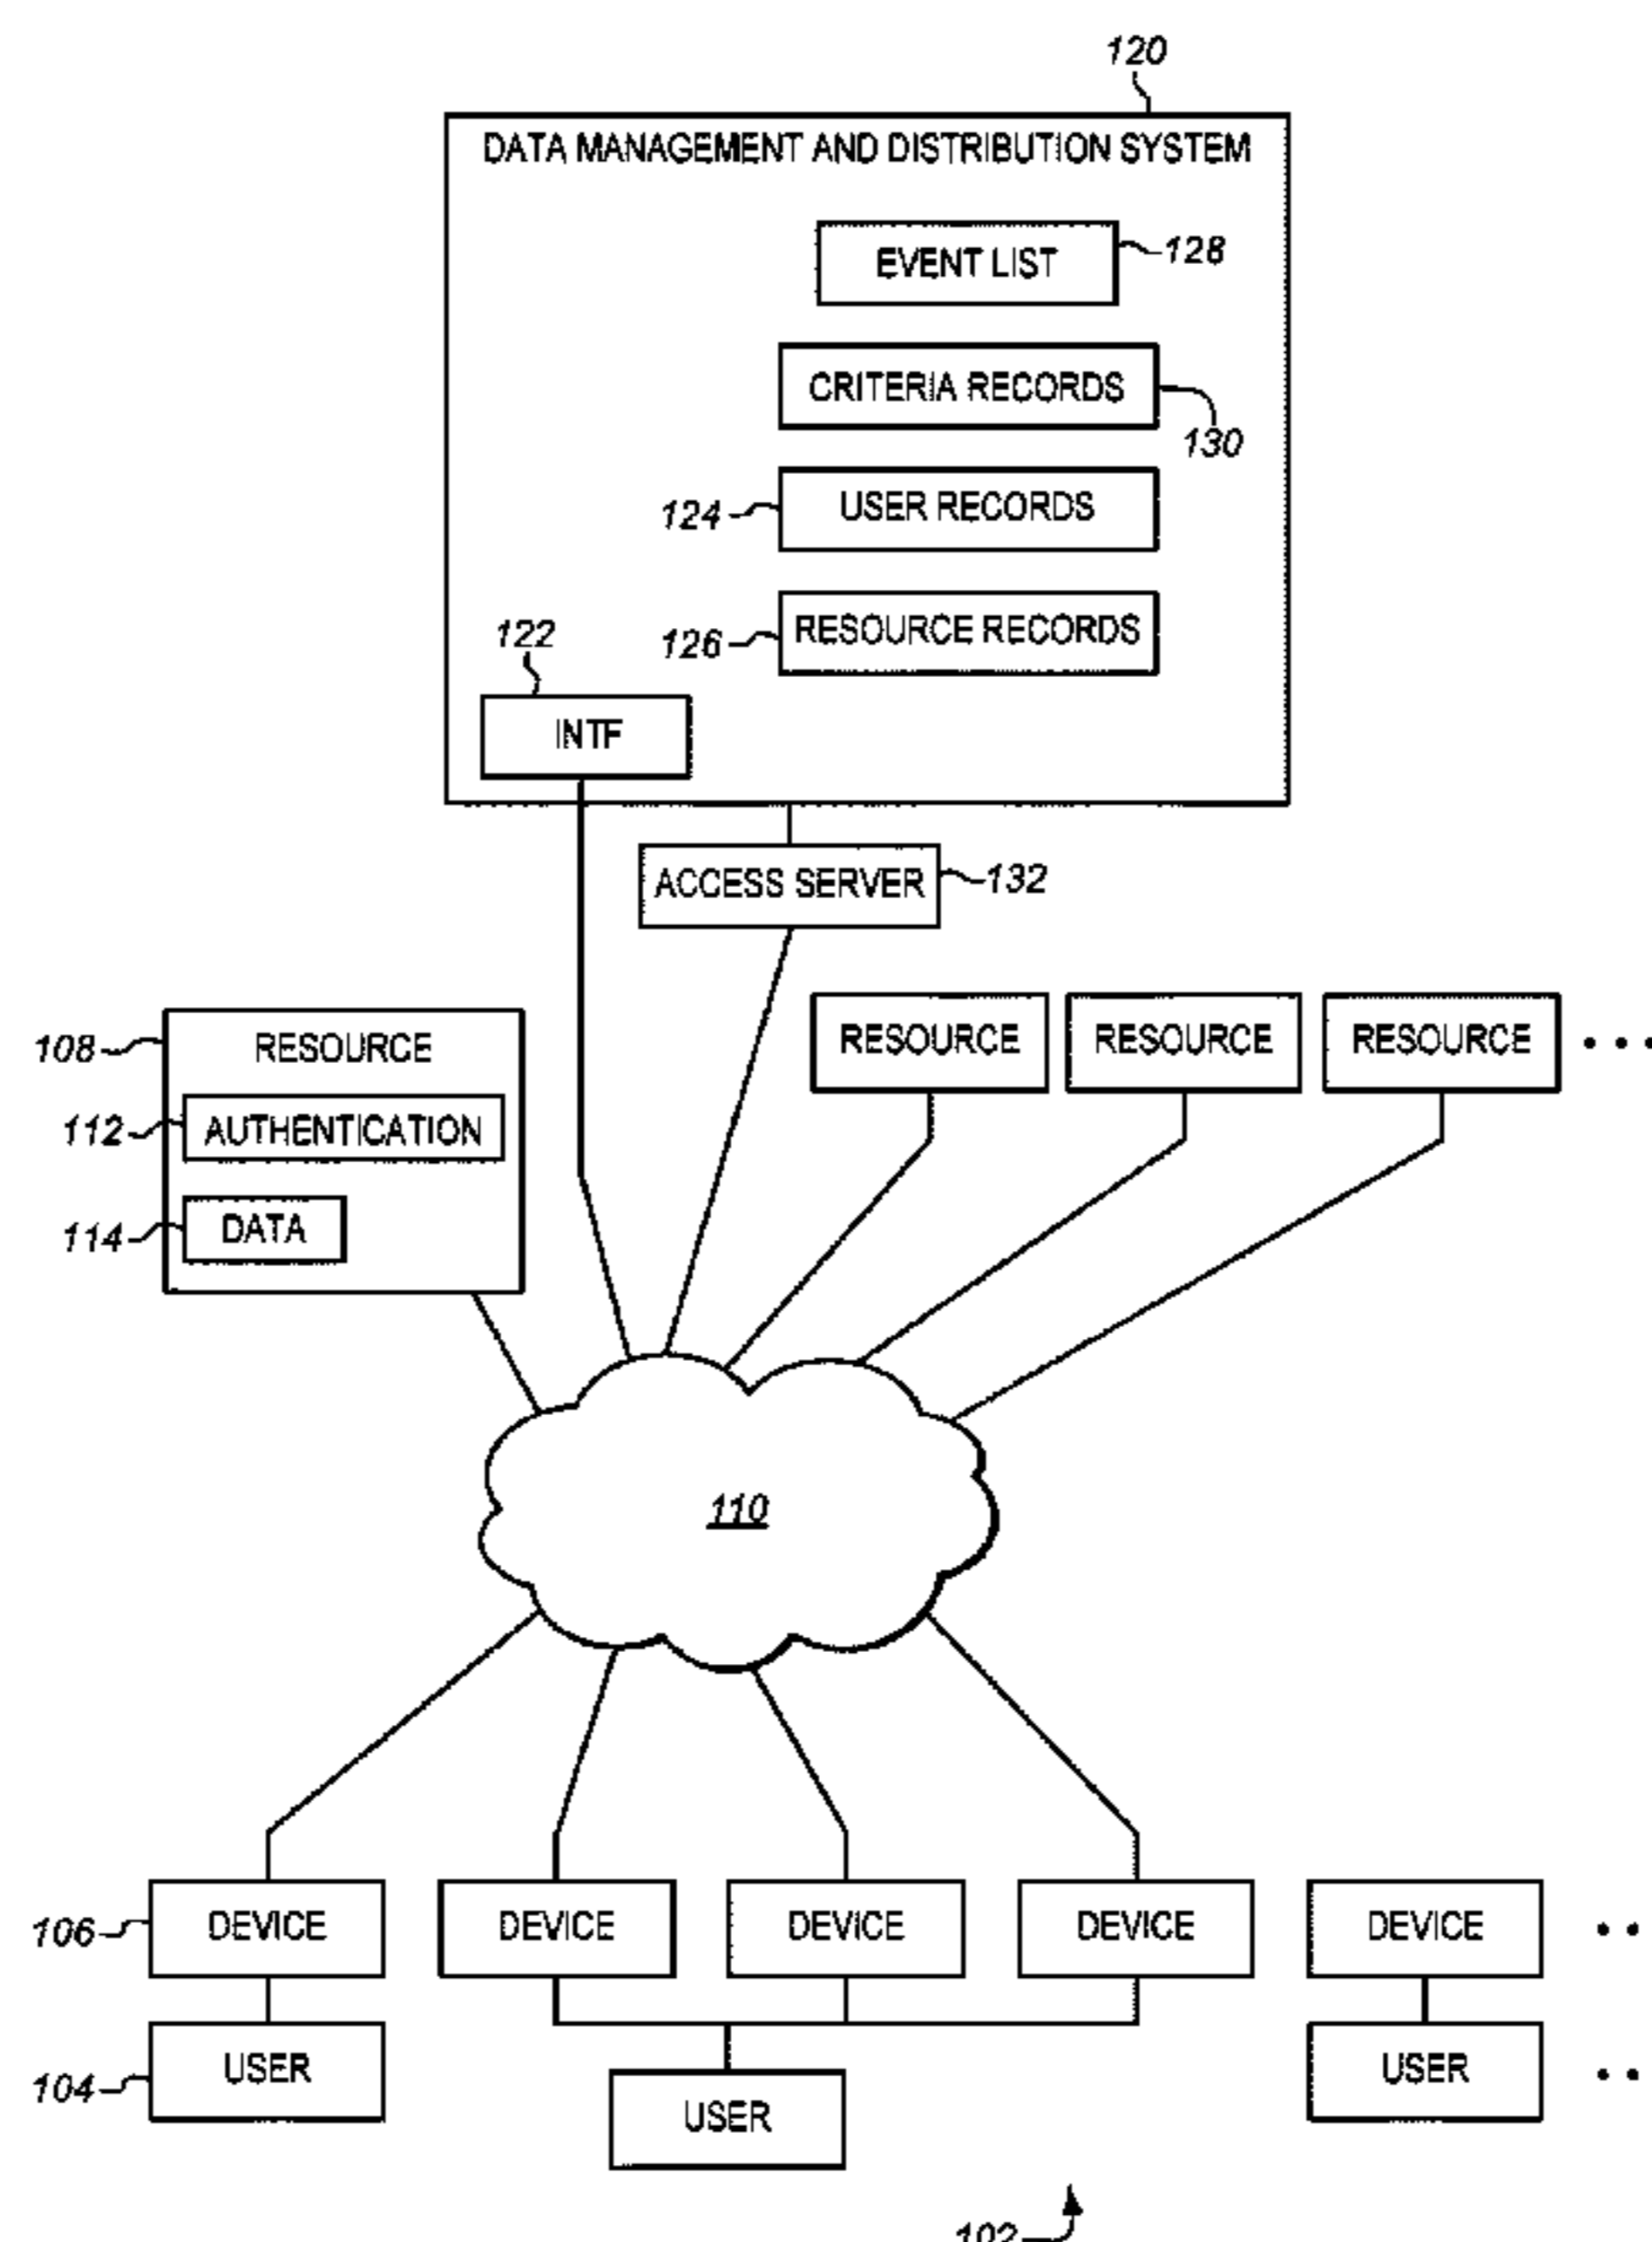 120
DATA MANAGEMENT AND DISTRIBUTION SYSTEM
EVENT LIST
128
CRITERIA RECORDS
130
124
USER RECORDS
126
RESOURCE RECORDS
122
INTF
ACCESS SERVER
132
108
RESOURCE
RESOURCE
RESOURCE
RESOURCE
112
AUTHENTICATION
114
DATA
110
106
DEVICE
DEVICE
DEVICE
DEVICE
DEVICE
104
USER
USER
USER
102